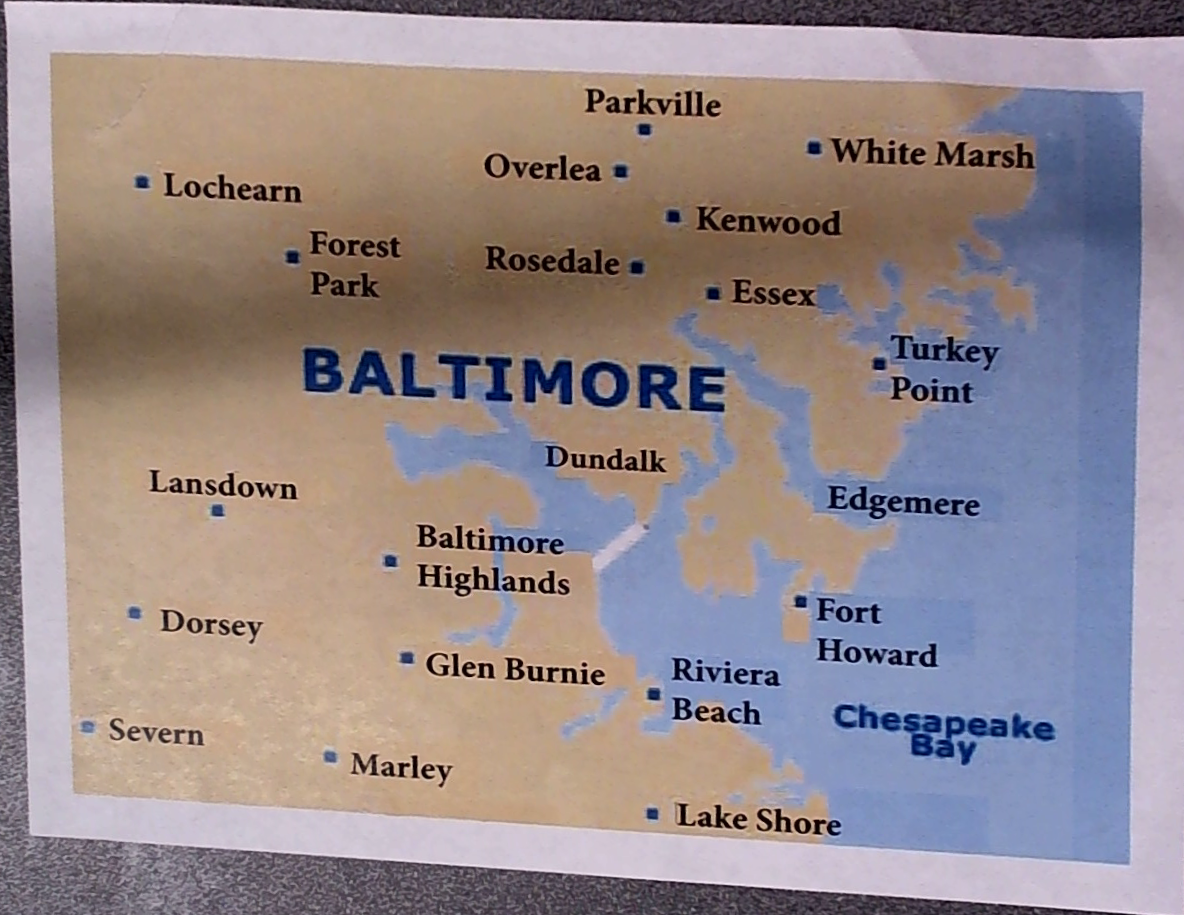 Parkville
White Marsh
Overlea
Lochearn
Kenwood
Forest
Park
Rosedale
Essex
Turkey
Point
BALTIMORE
Dundalk
Lansdown
Edgemere
Baltimore
Highlands
Fort
Howard
Dorsey
Glen Burnie
Riviera
Beach
Chesapeake
Bay
Severn
Marley
Lake Shore